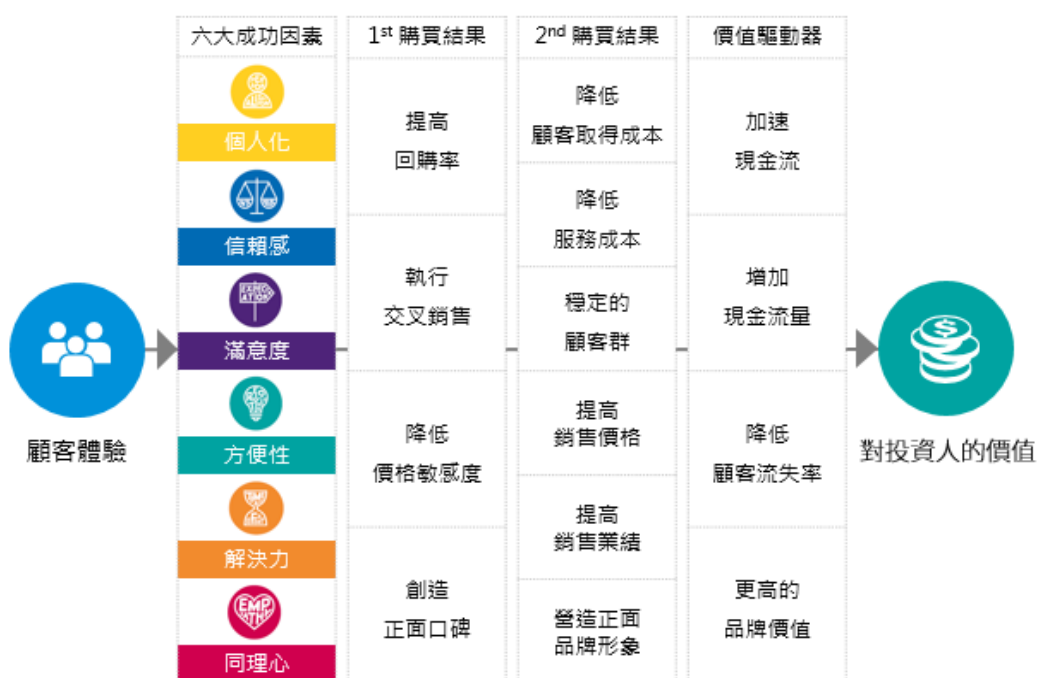 六大成功因素
1st 購買結果
2nd 購買結果
價值驅動器
個人化
信賴感
EXPECT
ATION
滿意度
方便性
解決力
EMP
ATHY
同理心
提高
回購率
執行
交叉銷售
降低
價格敏感度
創造
正面口碑
降低
顧客取得成本
降低
服務成本
穩定的
顧客群
提高
銷售價格
提高
銷售業績
營造正面
品牌形象
加速
現金流
增加
現金流量
降低
顧客流失率
更高的
品牌價值
顧客體驗
$
對投資人的價值